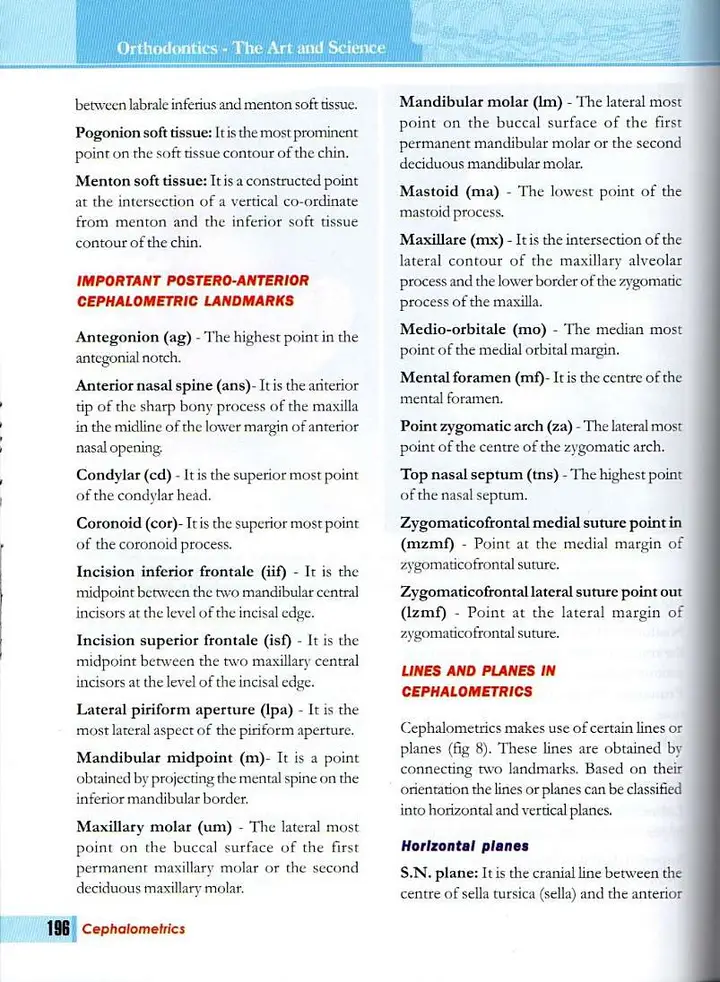 Orthodontics - The Art and Science
between labrale inferius and menton soft tissue.
Pogonion soft tissue: It is the most prominent
point on the soft tissue contour of the chin.
Menton soft tissue: It is a constructed point
at the intersection of a vertical co-ordinate
from menton and the inferior soft tissue
contour of the chin.
IMPORTANT POSTERO-ANTERIOR
CEPHALOMETRIC LANDMARKS
Antegonion (ag) - The highest point in the
antegonial notch.
Anterior nasal spine (ans)- It is the anterior
tip of the sharp bony process of the maxilla
in the midline of the lower margin of anterior
nasal opening.
Condylar (cd) - It is the superior most point
of the condylar head.
Coronoid (cor)- It is the superior most point
of the coronoid process.
Incision inferior frontale (iif) - It is the
midpoint between the two mandibular central
incisors at the level of the incisal edge.
Incision superior frontale (isf) - It is the
midpoint between the two maxillary central
incisors at the level of the incisal edge.
Lateral piriform aperture (lpa) - It is the
most lateral aspect of the piriform aperture.
Mandibular midpoint (m)- It is a point
obtained by projecting the mental spine on the
inferior mandibular border.
Maxillary molar (um) - The lateral most
point on the buccal surface of the first
permanent maxillary molar or the second
deciduous maxillary molar.
Mandibular molar (lm) - The lateral most
point on the buccal surface of the first
permanent mandibular molar or the second
deciduous mandibular molar.
Mastoid (ma) - The lowest point of the
mastoid process.
Maxillare (mx) - It is the intersection of the
lateral contour of the maxillary alveolar
process and the lower border of the zygomatic
process of the maxilla.
Medio-orbitale (mo) - The median most
point of the medial orbital margin.
Mental foramen (mf)- It is the centre of the
mental foramen.
Point zygomatic arch (za) - The lateral most
point of the centre of the zygomatic arch.
Top nasal septum (tns) - The highest point
of the nasal septum.
Zygomaticofrontal medial suture point in
(mzmf) - Point at the medial margin of
zygomaticofrontal suture.
Zygomaticofrontal lateral suture point out
(lzmf) - Point at the lateral margin of
zygomaticofrontal suture.
LINES AND PLANES IN
CEPHALOMETRICS
Cephalometrics makes use of certain lines or
planes (fig 8). These lines are obtained by
connecting two landmarks. Based on their
orientation the lines or planes can be classified
into horizontal and vertical planes.
Horizontal planes
S.N. plane: It is the cranial line between the
centre of sella tursica (sella) and the anterior
196 Cephalometrics